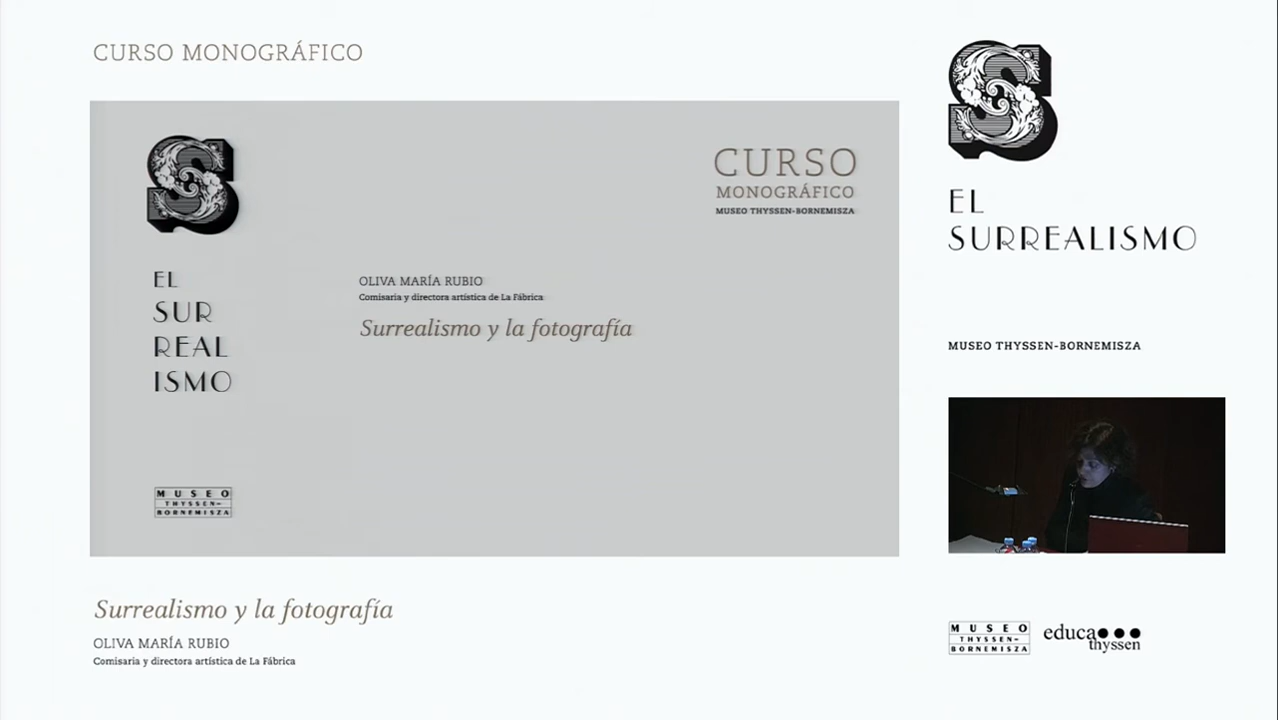 CURSO MONOGRÁFICO
S
EL
SUR
REAL
ISMO
MUSEO
THYSSEN-
BORNEMISZA
CURSO
MONOGRÁFICO
MUSEO THYSSEN-BORNEMISZA
OLIVA MARÍA RUBIO
Comisaria y directora artística de La Fábrica
Surrealismo y la fotografía
Surrealismo y la fotografía
OLIVA MARÍA RUBIO
Comisaria y directora artística de La Fábrica
S
EL
SURREALISMO
MUSEO THYSSEN-BORNEMISZA
MUSEO
THYSSEN-
BORNEMISZA
educa
thyssen